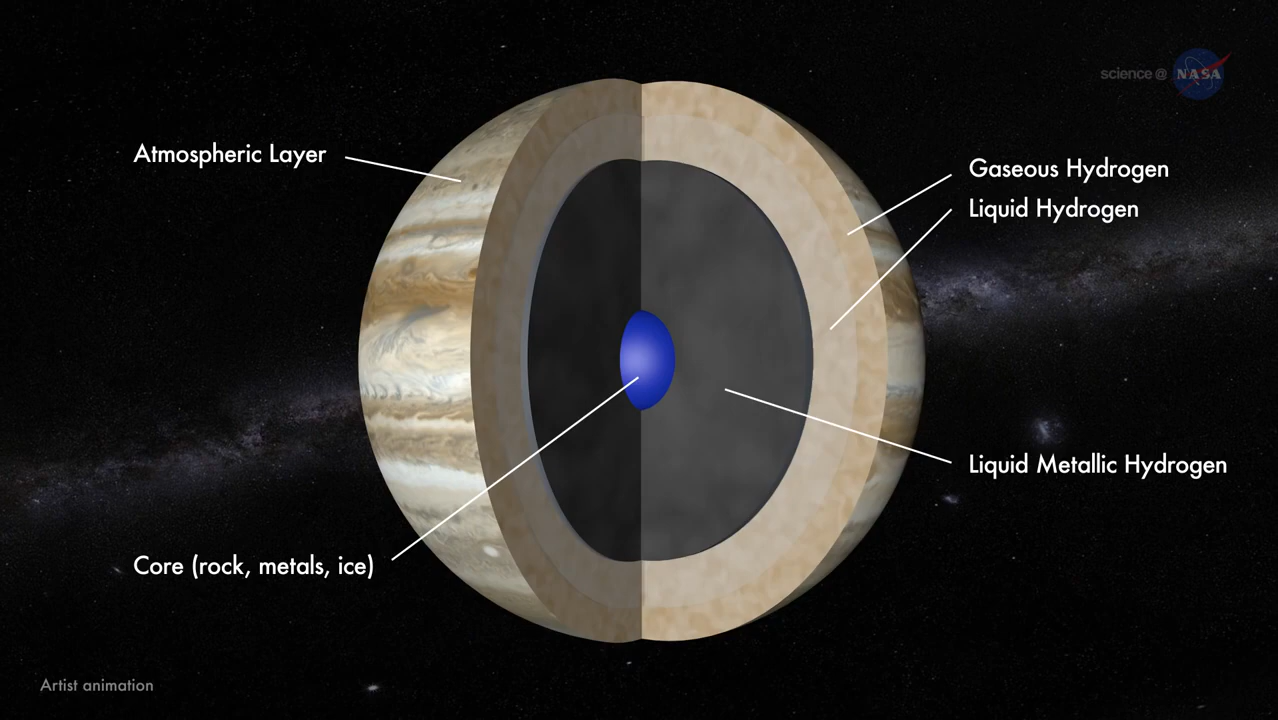 science@ NASA
Atmospheric Layer
Gaseous Hydrogen
Liquid Hydrogen
Liquid Metallic Hydrogen
Core (rock, metals, ice)
Artist animation